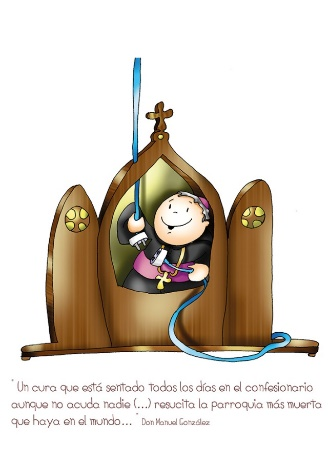 " Un cura que está sentado todos los días en el confesionario
aunque no acuda nadie (...) resucita la parroquia más muerta
que haya en el mundo... " Don Manuel González